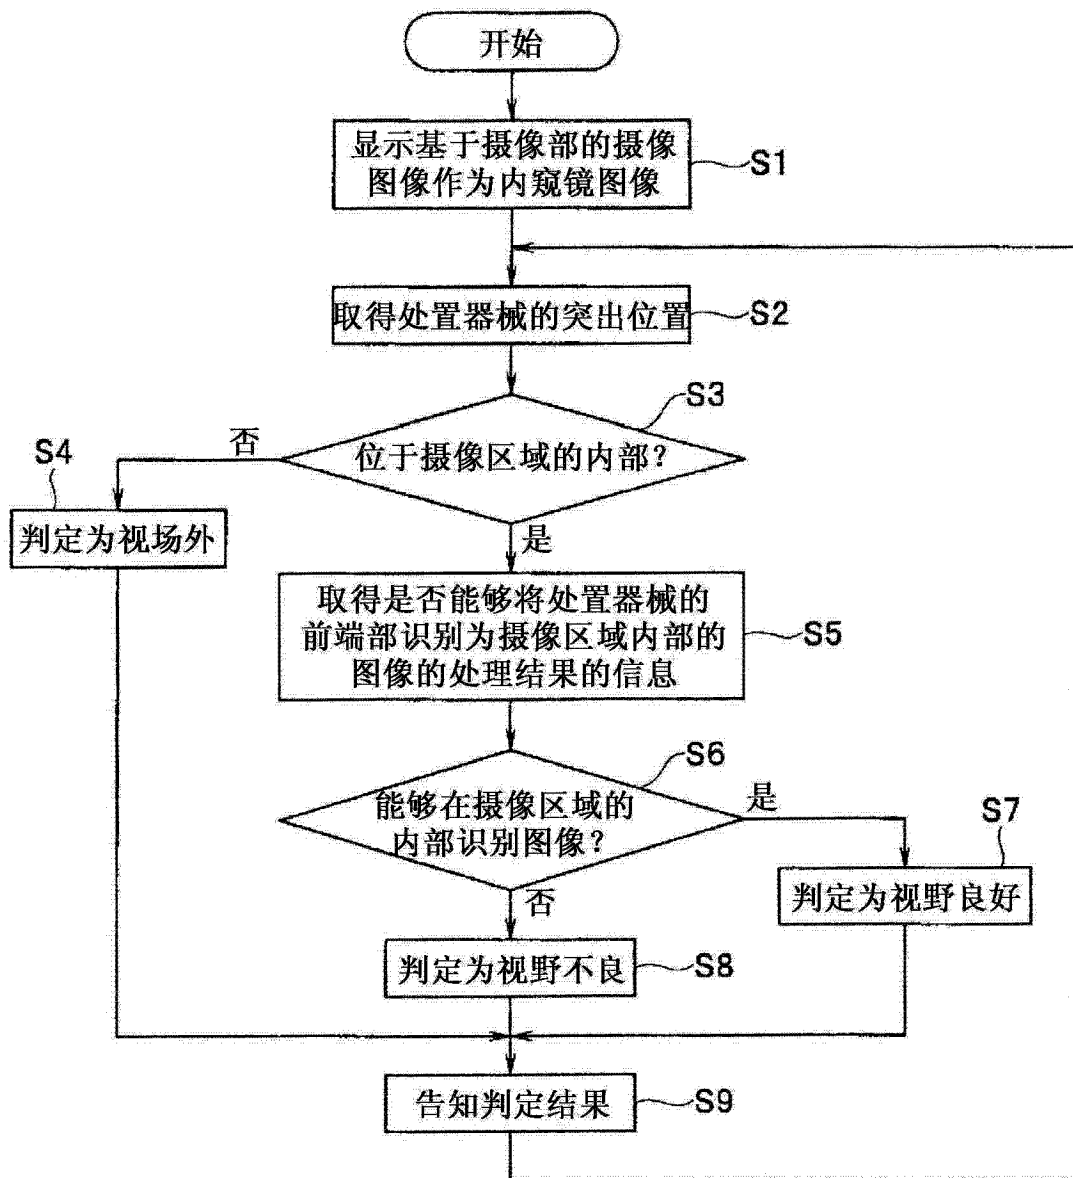 开始
显示基于摄像部的摄像
图像作为内窥镜图像
S1
取得处置器械的突出位置
S2
S3
位于摄像区域的内部？
否
S4
判定为视场外
是
取得是否能够将处置器械的
前端部识别为摄像区域内部的
图像的处理结果的信息
S5
S6
能够在摄像区域的
内部识别图像？
是
S7
判定为视野良好
否
判定为视野不良
S8
告知判定结果
S9